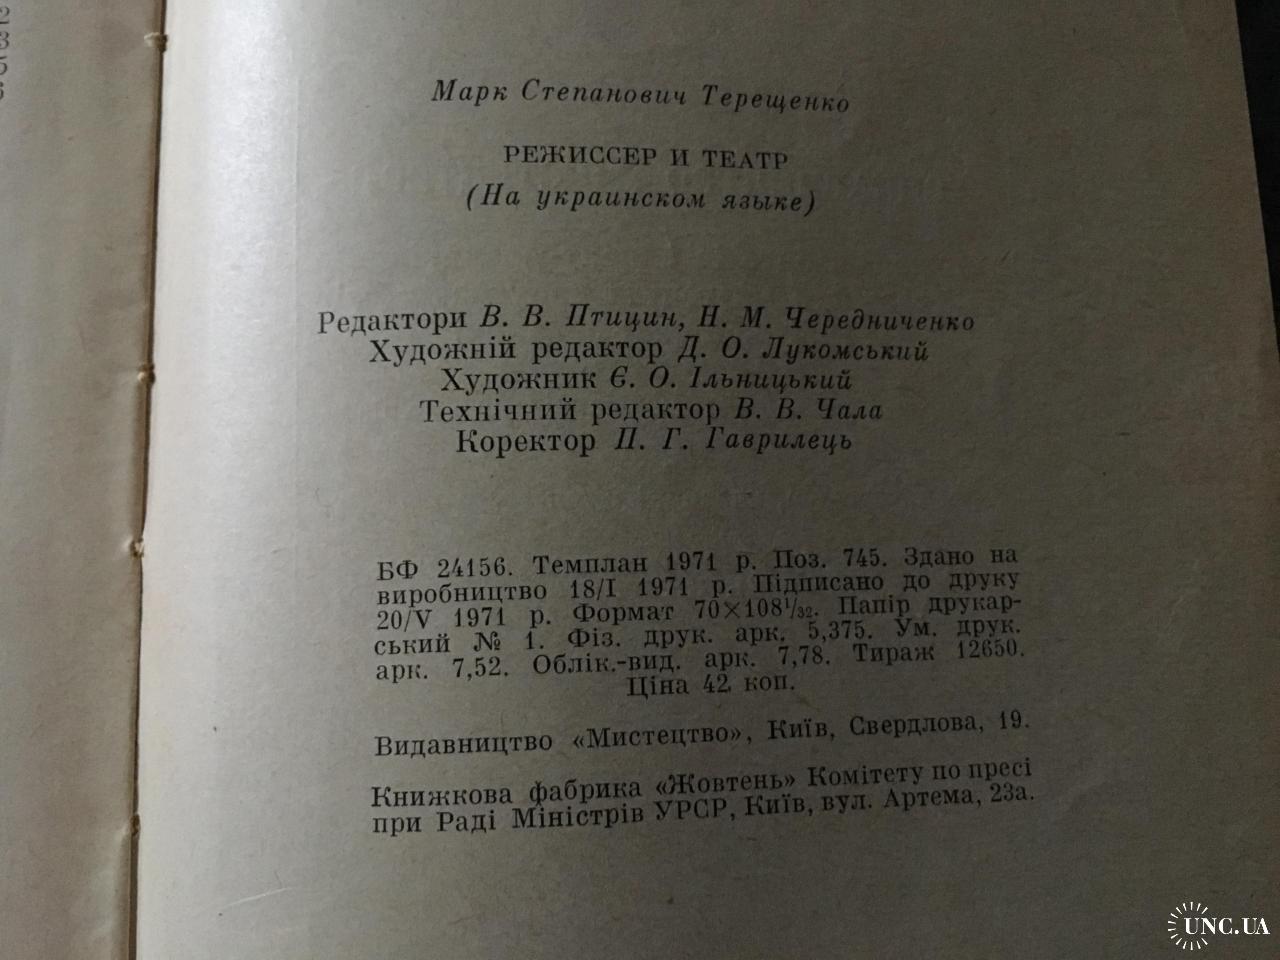 2
3
5
6
Марк Степанович Терещенко
РЕЖИССЕР И ТЕАТР
(На украинском языке)
Редактори В. В. Птицин, Н. М. Чередниченко
Художній редактор Д. О. Лукомський
Художник Є. О. Ільницький
Технічний редактор В. В. Чала
Коректор П. Г. Гаврилець
БФ 24156. Темплан 1971 р. Поз. 745. Здано на
виробництво 18/I 1971 р. Підписано до друку
20/V 1971 р. Формат 70×108¹/₃₂. Папір друкар-
ський № 1. Фіз. друк. арк. 5,375. Ум. друк.
арк. 7,52. Облік.-вид. арк. 7,78. Тираж 12650.
Ціна 42 коп.
Видавництво «Мистецтво», Київ, Свердлова, 19.
Книжкова фабрика «Жовтень» Комітету по пресі
при Раді Міністрів УРСР, Київ, вул. Артема, 23а.
UNC.UA